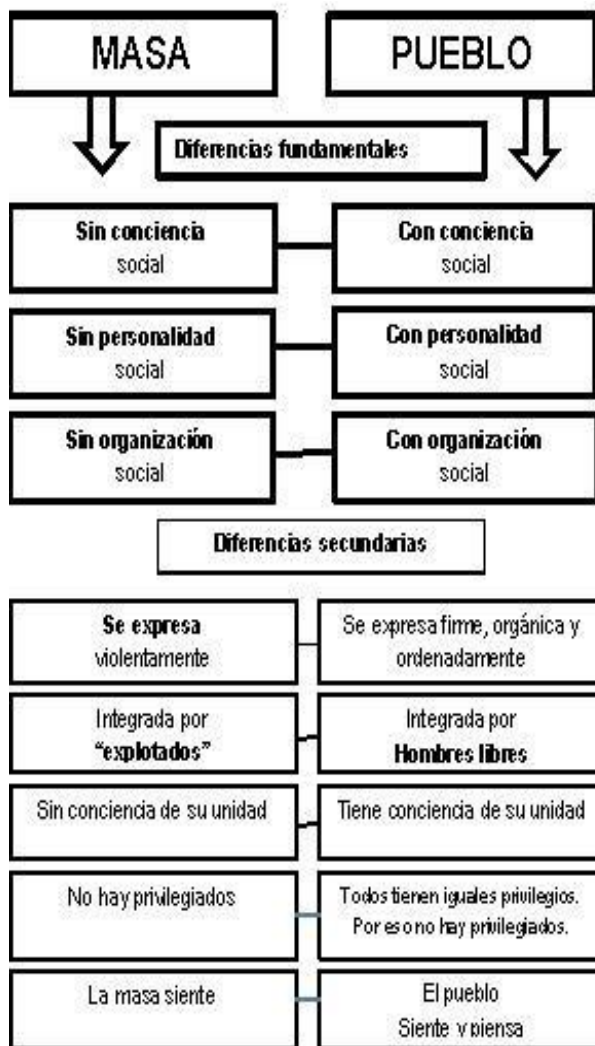 MASA PUEBLO
Diferencias fundamentales
Sin conciencia
social
Con conciencia
social
Sin personalidad
social
Con personalidad
social
Sin organización
social
Con organización
social
Diferencias secundarias
Se expresa
violentamente
Se expresa firme, orgánica y
ordenadamente
Integrada por
“explotados”
Integrada por
Hombres libres
Sin conciencia de su unidad
Tiene conciencia de su unidad
No hay privilegiados
Todos tienen iguales privilegios.
Por eso no hay privilegiados.
La masa siente
El pueblo
Siente y piensa